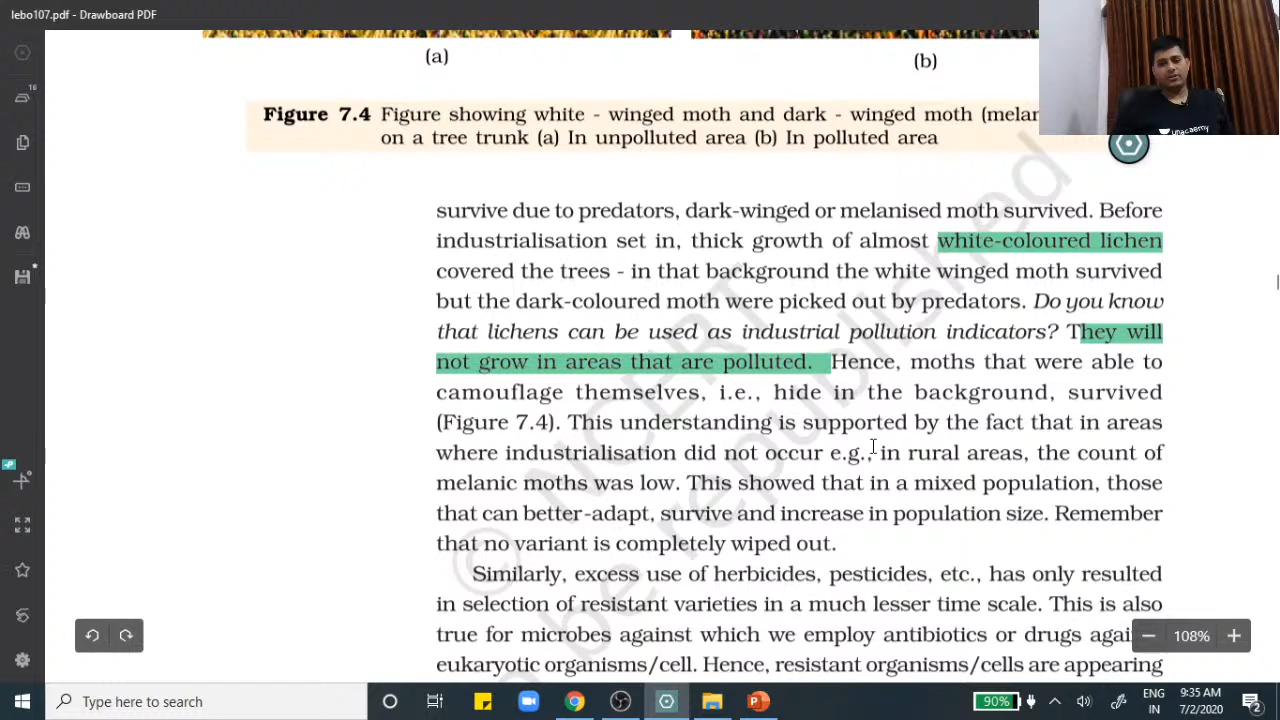 lebo107.pdf - Drawboard PDF
(a)
(b)
Figure 7.4 Figure showing white - winged moth and dark - winged moth
on a tree trunk (a) In unpolluted area (b) In polluted area
unacademy
survive due to predators, dark-winged or melanised moth survived. Before
industrialisation set in, thick growth of almost white-coloured lichen
covered the trees - in that background the white winged moth survived
but the dark-coloured moth were picked out by predators. Do you know
that lichens can be used as industrial pollution indicators? They will
not grow in areas that are polluted. Hence, moths that were able to
camouflage themselves, i.e., hide in the background, survived
(Figure 7.4). This understanding is supported by the fact that in areas
where industrialisation did not occur e.g., in rural areas, the count of
melanic moths was low. This showed that in a mixed population, those
that can better-adapt, survive and increase in population size. Remember
that no variant is completely wiped out.
Similarly, excess use of herbicides, pesticides, etc., has only resulted
in selection of resistant varieties in a much lesser time scale. This is also
true for microbes against which we employ antibiotics or drugs
eukaryotic organisms/cell. Hence, resistant organisms/cells are appearing
© NCERT
be republished
16
108%
Type here to search
90%
ENG
IN
9:35 AM
7/2/2020
2